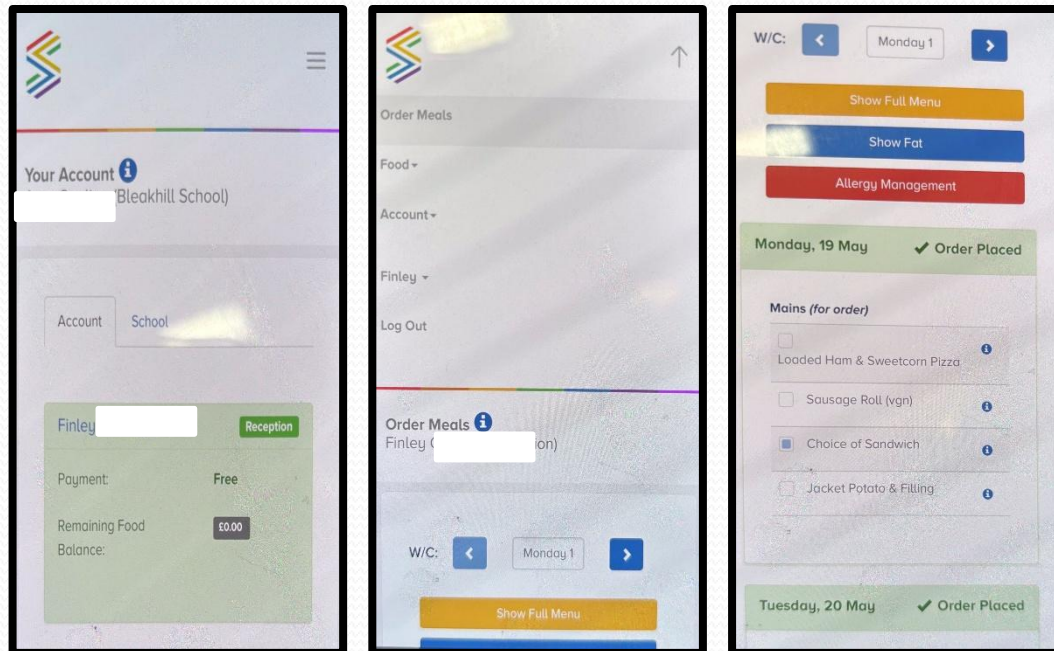 Your Account
(Bleakhill School)
Account
School
Finley
Reception
Payment:
Free
Remaining Food
Balance:
£0.00
Order Meals
Food
Account
Finley
Log Out
Order Meals
Finley
ion)
W/C:
Monday 1
Show Full Menu
W/C:
Monday 1
Show Full Menu
Show Fat
Allergy Management
Monday, 19 May
✔ Order Placed
Mains (for order)
Loaded Ham & Sweetcorn Pizza
Sausage Roll (vgn)
Choice of Sandwich
Jacket Potato & Filling
Tuesday, 20 May
✔ Order Placed